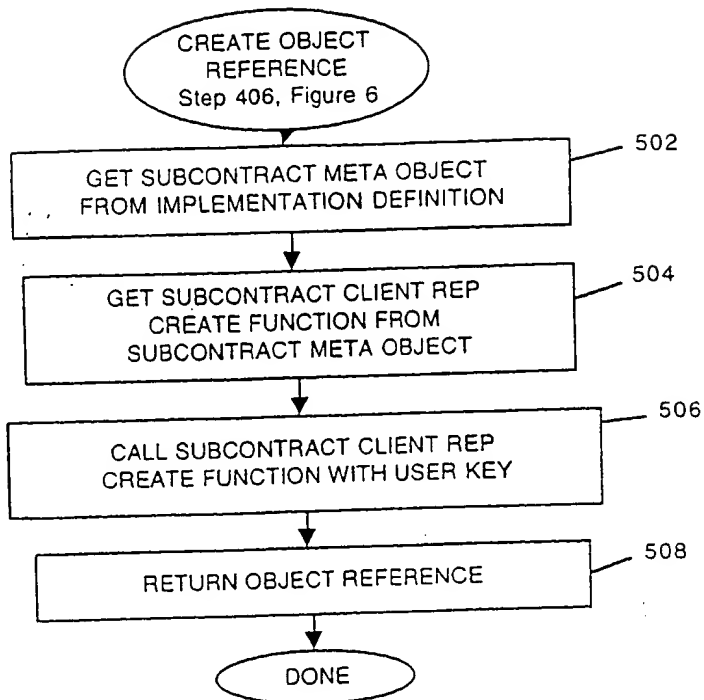 CREATE OBJECT
REFERENCE
Step 406, Figure 6
502
GET SUBCONTRACT META OBJECT
FROM IMPLEMENTATION DEFINITION
504
GET SUBCONTRACT CLIENT REP
CREATE FUNCTION FROM
SUBCONTRACT META OBJECT
506
CALL SUBCONTRACT CLIENT REP
CREATE FUNCTION WITH USER KEY
508
RETURN OBJECT REFERENCE
DONE